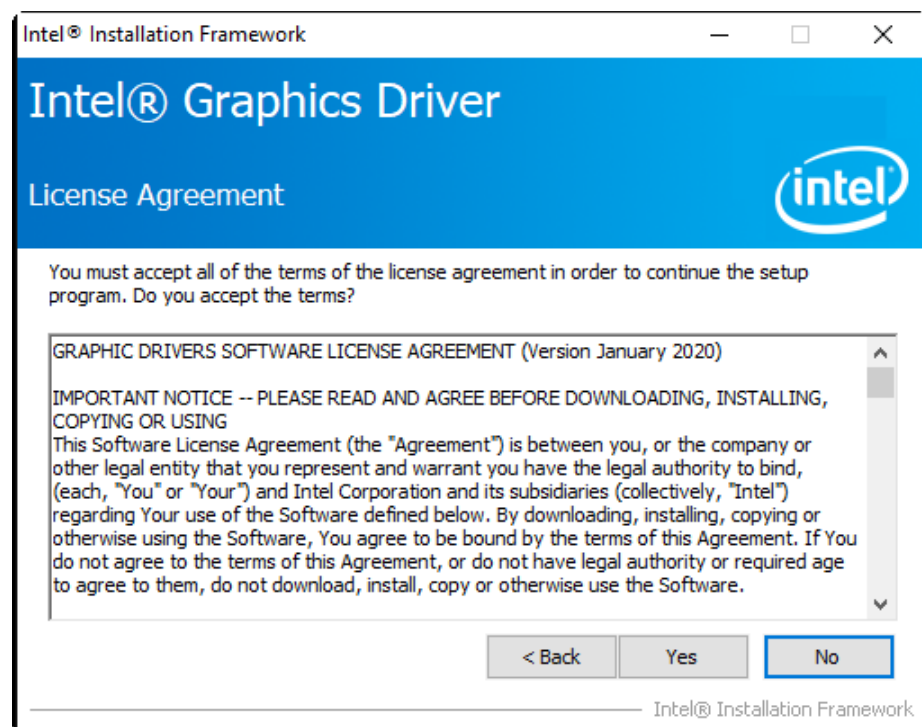 Intel® Installation Framework
Intel® Graphics Driver
License Agreement
intel
You must accept all of the terms of the license agreement in order to continue the setup
program. Do you accept the terms?
GRAPHIC DRIVERS SOFTWARE LICENSE AGREEMENT (Version January 2020)
IMPORTANT NOTICE -- PLEASE READ AND AGREE BEFORE DOWNLOADING, INSTALLING,
COPYING OR USING
This Software License Agreement (the "Agreement") is between you, or the company or
other legal entity that you represent and warrant you have the legal authority to bind,
(each, "You" or "Your") and Intel Corporation and its subsidiaries (collectively, "Intel")
regarding Your use of the Software defined below. By downloading, installing, copying or
otherwise using the Software, You agree to be bound by the terms of this Agreement. If You
do not agree to the terms of this Agreement, or do not have legal authority or required age
to agree to them, do not download, install, copy or otherwise use the Software.
< Back Yes No
Intel® Installation Framework